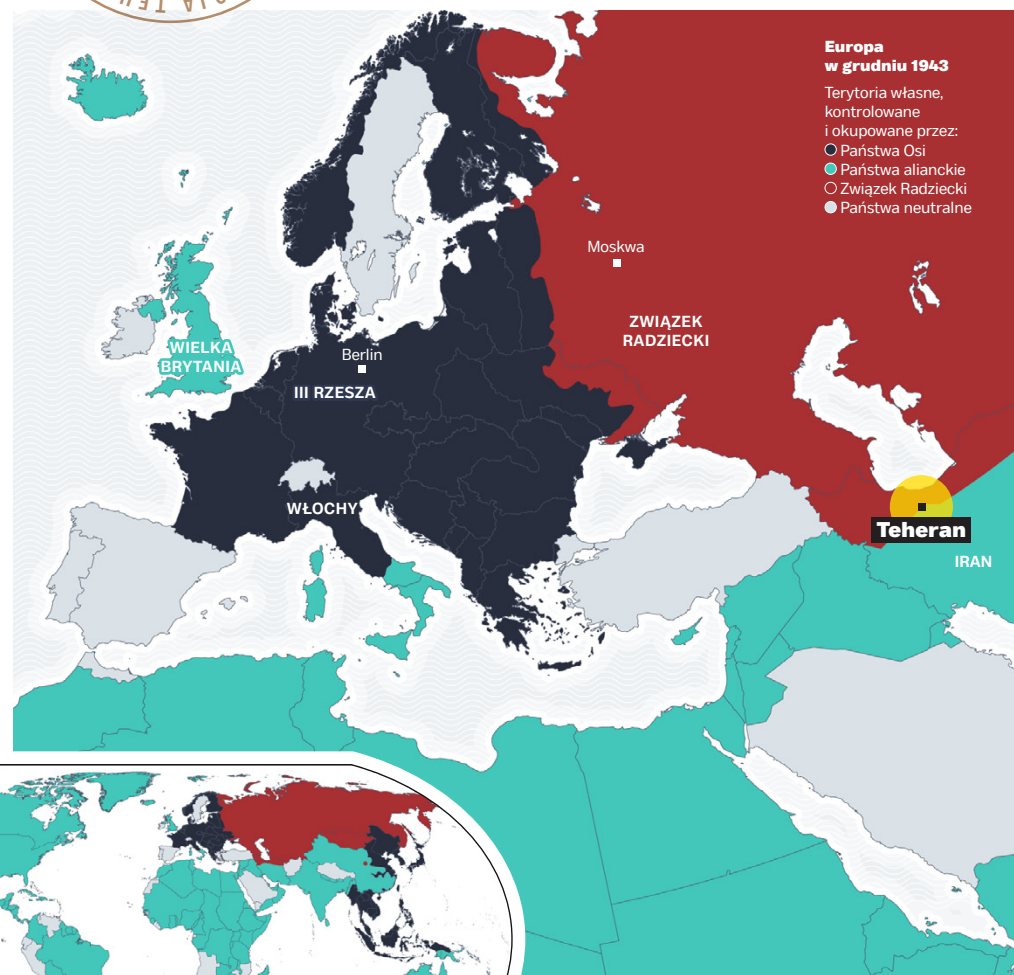 Europa
w grudniu 1943
Terytoria własne,
kontrolowane
i okupowane przez:
Państwa Osi
Państwa alianckie
Związek Radziecki
Państwa neutralne
Moskwa
ZWIĄZEK
RADZIECKI
WIELKA
BRYTANIA
Berlin
III RZESZA
WŁOCHY
Teheran
IRAN